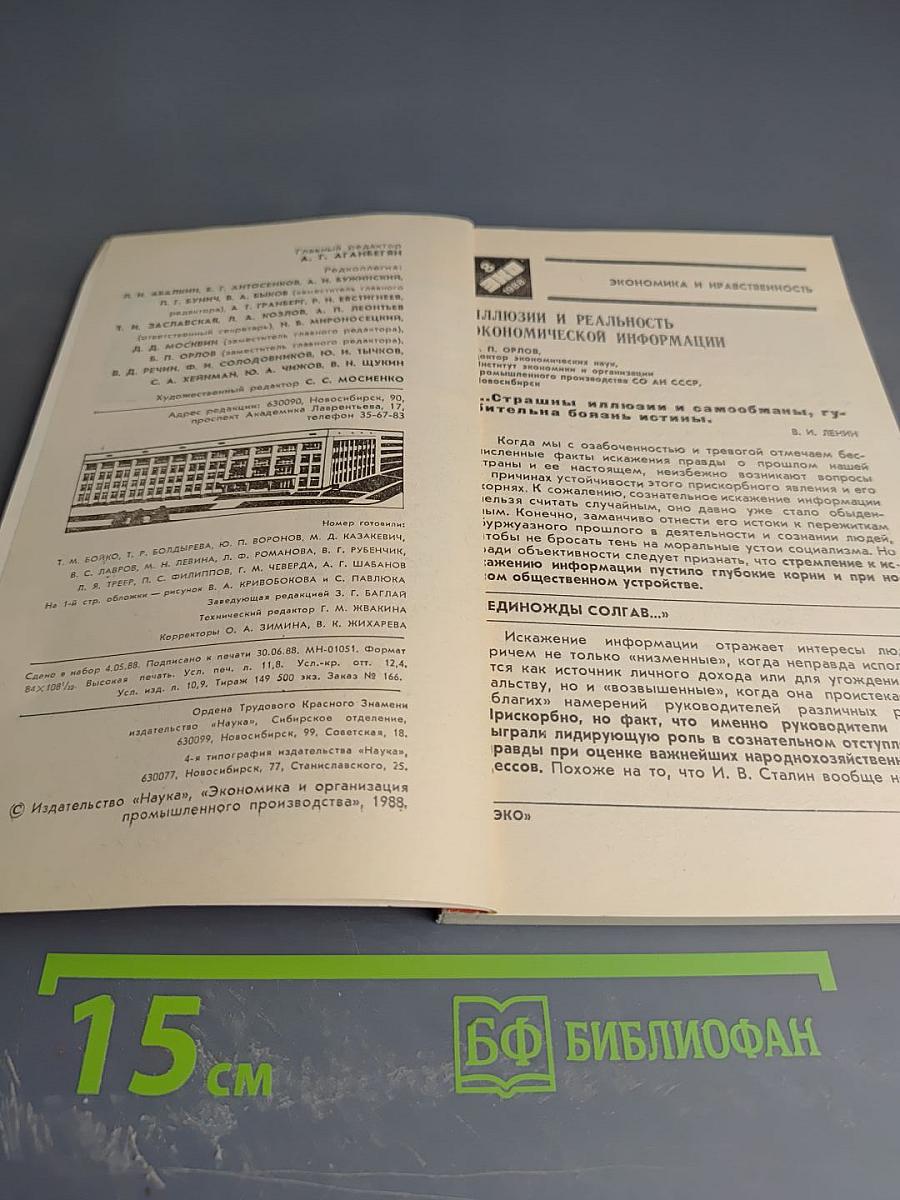 Главный редактор
А. Г. АГАНБЕГЯН
Редколлегия:
Л. И. АБАЛКИН, Е. Г. АНТОСЕНКОВ, А. И. БУЖИНСКИЙ,
П. Г. БУНИЧ, В. А. БЫКОВ (заместитель главного
редактора), А. Г. ГРАНБЕРГ, Р. Н. ЕВСТИГНЕЕВ,
Т. И. ЗАСЛАВСКАЯ, Л. А. КОЗЛОВ, А. П. ЛЕОНТЬЕВ
(ответственный секретарь), Н. Б. МИРОНОСЕЦКИЙ,
Д. Д. МОСКВИН (заместитель главного редактора),
Б. П. ОРЛОВ (заместитель главного редактора),
В. Д. РЕЧИН, Ф. И. СОЛОДОВНИКОВ, Ю. И. ТЫЧКОВ,
С. А. ХЕЙНМАН, Ю. А. ЧИЖОВ, В. Н. ЩУКИН
Художественный редактор С. С. МОСИЕНКО
Адрес редакции: 630090, Новосибирск, 90,
проспект Академика Лаврентьева, 17,
телефон 35-67-83
Номер готовили:
Т. М. БОЙКО, Т. Р. БОЛДЫРЕВА, Ю. П. ВОРОНОВ, М. Д. КАЗАКЕВИЧ,
В. С. ЛАВРОВ, М. Н. ЛЕВИНА, Л. Ф. РОМАНОВА, В. Г. РУБЕНЧИК,
Л. Я. ТРЕЕР, П. С. ФИЛИППОВ, Г. М. ЧЕВЕРДА, А. Г. ШАБАНОВ
На 1-й стр. обложки — рисунок В. А. КРИВОБОКОВА и С. ПАВЛЮКА
Заведующая редакцией З. Г. БАГЛАЙ
Технический редактор Г. М. ЖВАКИНА
Корректоры О. А. ЗИМИНА, В. К. ЖИХАРЕВА
Сдано в набор 4.05.88. Подписано к печати 30.06.88. МН-01051. Формат
84×108¹/₃₂. Высокая печать. Усл. печ. л. 11,8. Усл.-кр. отт. 12,4.
Усл. изд. л. 10,9. Тираж 149 500 экз. Заказ № 166.
Ордена Трудового Красного Знамени
издательство «Наука», Сибирское отделение,
630099, Новосибирск, 99, Советская, 18.
4-я типография издательства «Наука»,
630077, Новосибирск, 77, Станиславского, 25.
© Издательство «Наука», «Экономика и организация
промышленного производства», 1988.
8
ЭКО
1988
ЭКОНОМИКА И НРАВСТВЕННОСТЬ
ЛЛЮЗИИ И РЕАЛЬНОСТЬ
КОНОМИЧЕСКОЙ ИНФОРМАЦИИ
П. ОРЛОВ,
октор экономических наук,
нститут экономики и организации
ромышленного производства СО АН СССР,
овосибирск
...Страшны иллюзии и самообманы, гу-
бительна боязнь истины.
В. И. ЛЕНИН
Когда мы с озабоченностью и тревогой отмечаем бес-
численные факты искажения правды о прошлом нашей
страны и ее настоящем, неизбежно возникают вопросы
причинах устойчивости этого прискорбного явления и его
корнях. К сожалению, сознательное искажение информации
нельзя считать случайным, оно давно уже стало обыден-
ным. Конечно, заманчиво отнести его истоки к пережиткам
буржуазного прошлого в деятельности и сознании людей,
чтобы не бросать тень на моральные устои социализма. Но
ради объективности следует признать, что стремление к ис-
кажению информации пустило глубокие корни и при но
ом общественном устройстве.
ЕДИНОЖДЫ СОЛГАВ...»
Искажение информации отражает интересы лю
ричем не только «низменные», когда неправда испол
тся как источник личного дохода или для угождени
альству, но и «возвышенные», когда она проистека
благих» намерений руководителей различных р
Прискорбно, но факт, что именно руководители
ыграли лидирующую роль в сознательном отступл
равды при оценке важнейших народнохозяйственн
ессов. Похоже на то, что И. В. Сталин вообще н
ЭКО»
15 см
БФ БИБЛИОФАН